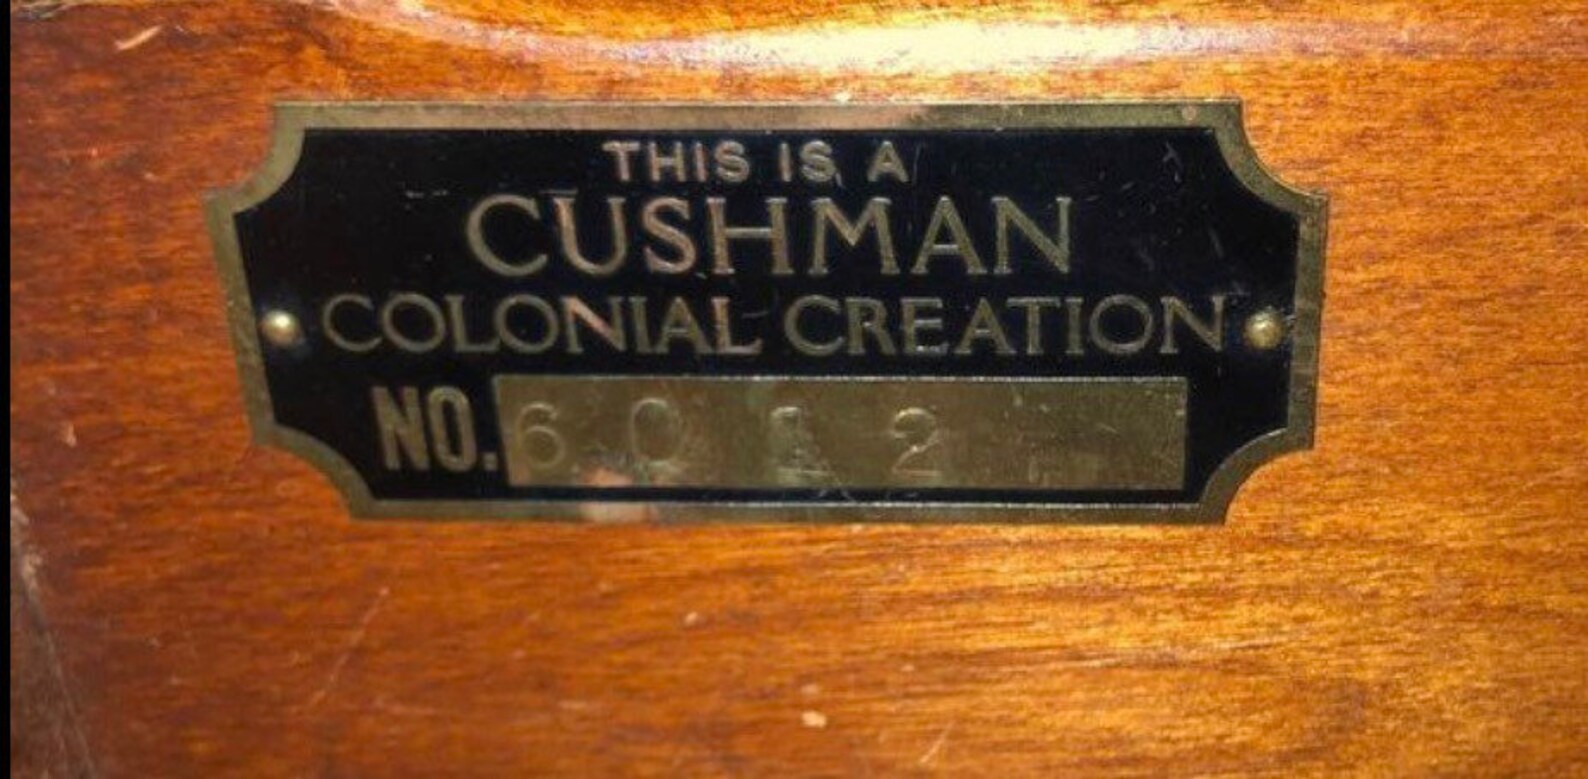 THIS IS A
CUSHMAN
COLONIAL CREATION
NO. 6012